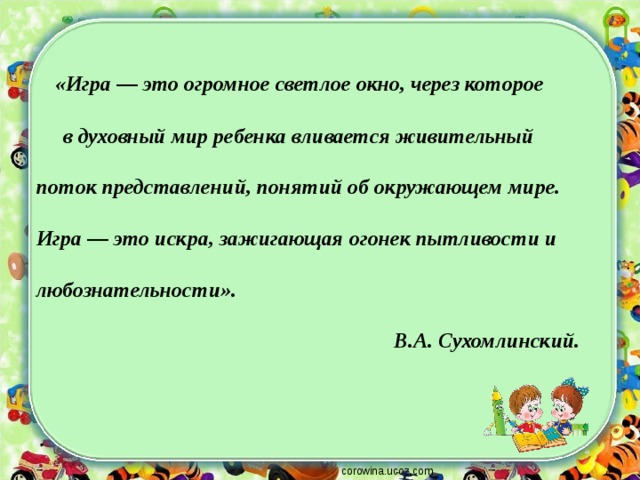 «Игра — это огромное светлое окно, через которое
в духовный мир ребенка вливается живительный
поток представлений, понятий об окружающем мире.
Игра — это искра, зажигающая огонек пытливости и
любознательности».
В.А. Сухомлинский.
corowina.ucoz.com